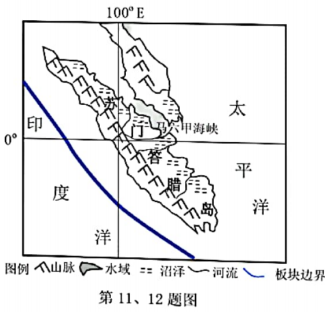 100°E
苏
门
答
腊
岛
马六甲海峡
太
平
洋
0°
印
度
洋
图例 山脉 水域 沼泽 河流 板块边界
第11、12题图